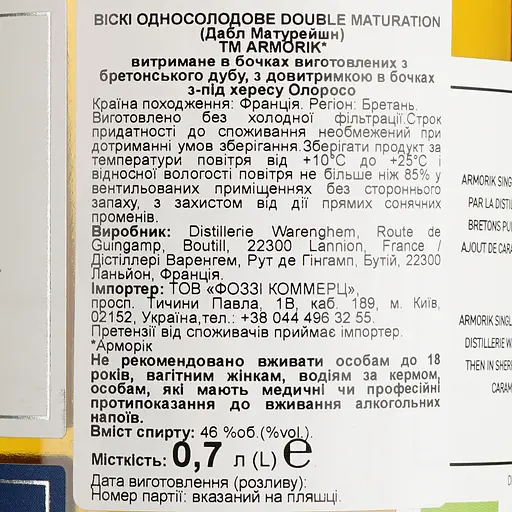 ВІСКІ ОДНОСОЛОДОВЕ DOUBLE MATURATION
(Дабл Матурейшн)
ТМ ARMORIK*
витримане в бочках виготовлених з
бретонського дубу, з довитримкою в бочках
з-під хересу Олоросо
Країна походження: Франція. Регіон: Бретань.
Виготовлено без холодної фільтрації.Строк
придатності до споживання необмежений при
дотриманні умов зберігання.Зберігати продукт за
температури повітря від +10°С до +25°С і
відносної вологості повітря не більше ніж 85% у
вентильованих приміщеннях без стороннього
запаху, з захистом від дії прямих сонячних
променів.
Виробник: Distillerie Warenghem, Route de
Guingamp, Boutill, 22300 Lannion, France /
Дістіллері Варенгем, Рут де Гінгамп, Бутій, 22300
Ланьйон, Франція.
Імпортер: ТОВ «ФОЗЗІ КОММЕРЦ»,
просп. Тичини Павла, 1В, каб. 189, м. Київ,
02152, Україна,тел.: +38 044 496 32 55.
Претензії від споживачів приймає імпортер.
*Арморік
Не рекомендовано вживати особам до 18
років, вагітним жінкам, водіям за кермом,
особам, які мають медичні чи професійні
протипоказання до вживання алкогольних
напоїв.
Вміст спирту: 46 %об.(%vol.).
Місткість: 0,7 л (L) e
Дата виготовлення (розливу):
Номер партії: вказаний на пляшці.
ARMORIK SING
PAR LA DISTIL
BRETONS PUI
AJOUT DE CARA
ARMORIK SINGL
DISTILLERIE W
THEN IN SHER
CARAM